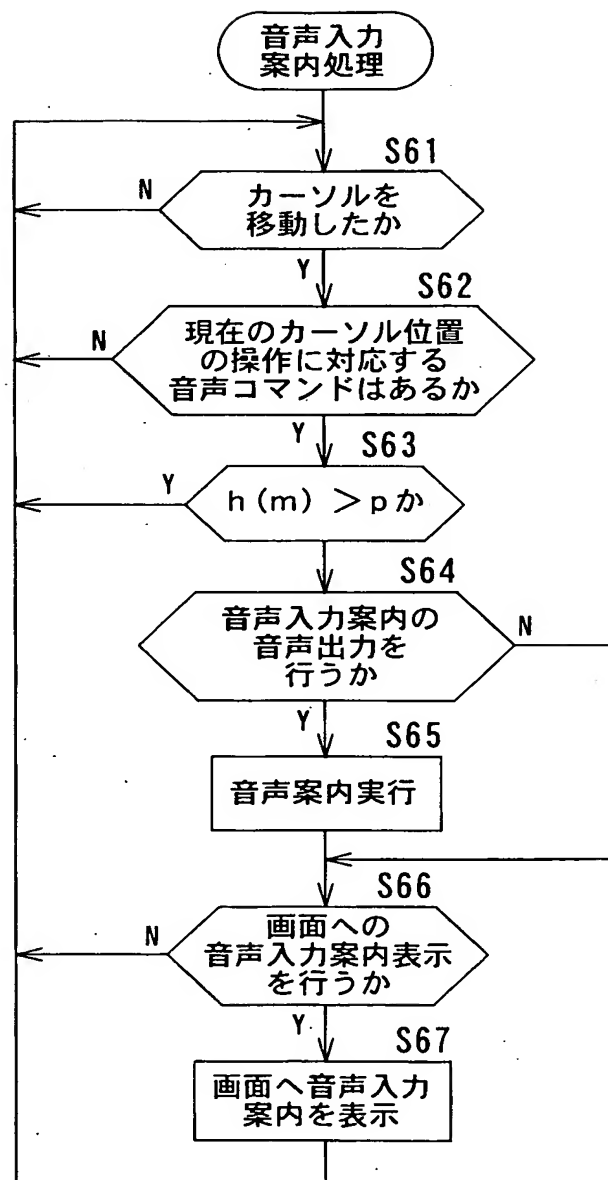 音声入力
案内処理
S61
N
カーソルを
移動したか
Y
S62
N
現在のカーソル位置
の操作に対応する
音声コマンドはあるか
Y
S63
Y
h(m)>pか
S64
音声入力案内の
音声出力を
行うか
N
Y
S65
音声案内実行
S66
N
画面への
音声入力案内表示
を行うか
Y
S67
画面へ音声入力
案内を表示